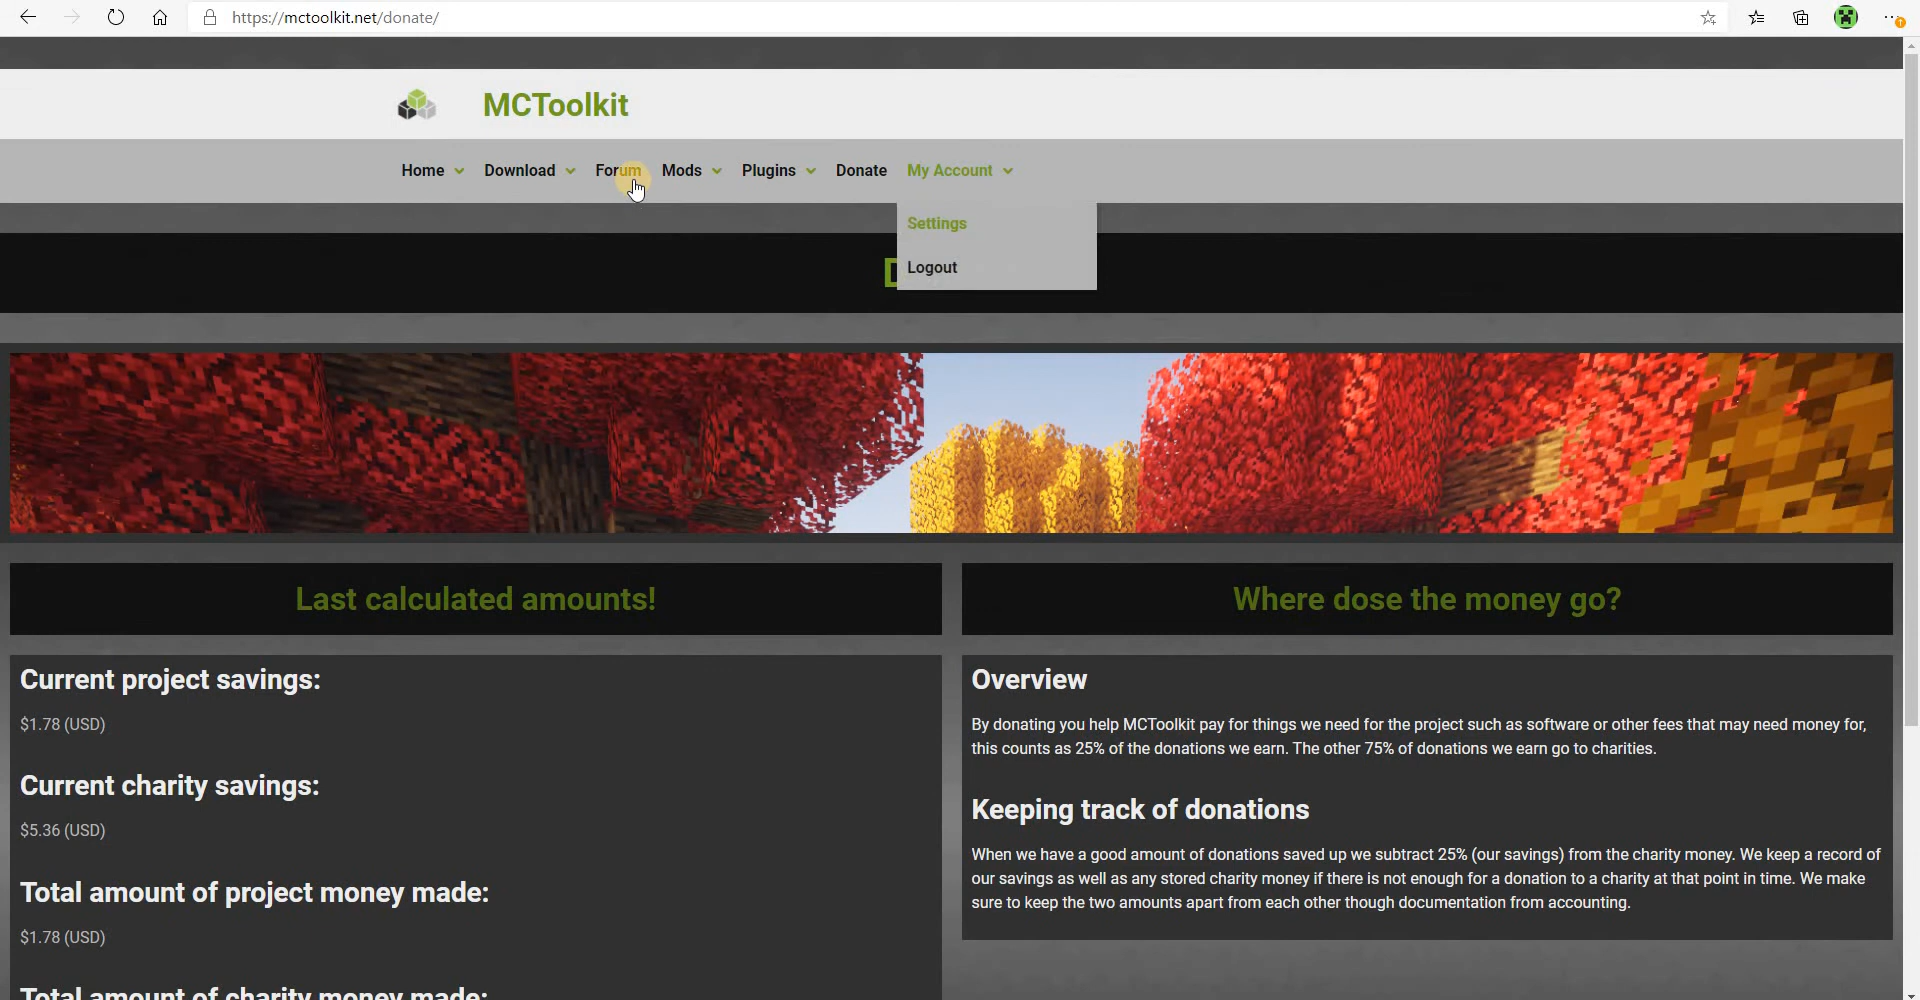 https://mctoolkit.net/donate/
MCToolkit
Home Download Forum Mods Plugins Donate My Account
Settings
Logout
Last calculated amounts!
Current project savings:
$1.78 (USD)
Current charity savings:
$5.36 (USD)
Total amount of project money made:
$1.78 (USD)
Total amount of charity money made:
Where dose the money go?
Overview
By donating you help MCToolkit pay for things we need for the project such as software or other fees that may need money for,
this counts as 25% of the donations we earn. The other 75% of donations we earn go to charities.
Keeping track of donations
When we have a good amount of donations saved up we subtract 25% (our savings) from the charity money. We keep a record of
our savings as well as any stored charity money if there is not enough for a donation to a charity at that point in time. We make
sure to keep the two amounts apart from each other though documentation from accounting.